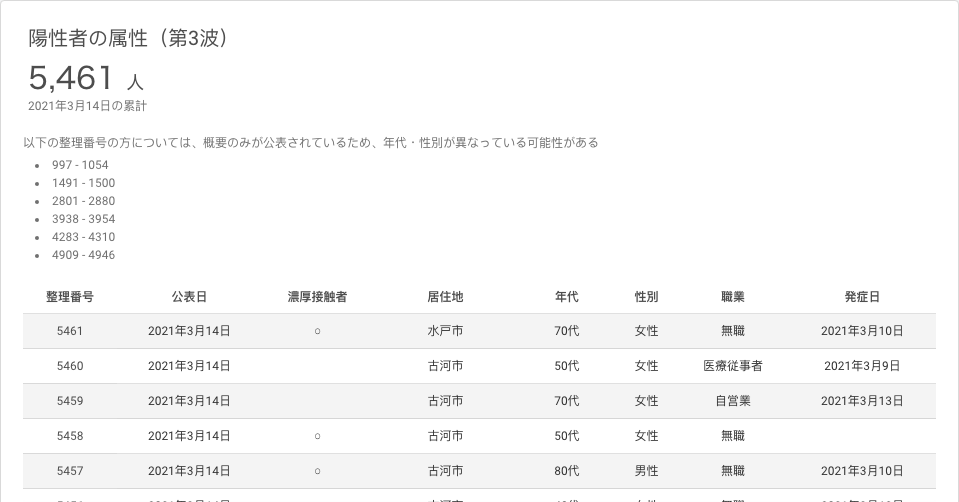 陽性者の属性（第3波）
5,461 人
2021年3月14日の累計
以下の整理番号の方については、概要のみが公表されているため、年代・性別が異なっている可能性がある
• 997 - 1054
• 1491 - 1500
• 2801 - 2880
• 3938 - 3954
• 4283 - 4310
• 4909 - 4946
整理番号 公表日 濃厚接触者 居住地 年代 性別 職業 発症日
5461 2021年3月14日 ○ 水戸市 70代 女性 無職 2021年3月10日
5460 2021年3月14日 古河市 50代 女性 医療従事者 2021年3月9日
5459 2021年3月14日 古河市 70代 女性 自営業 2021年3月13日
5458 2021年3月14日 ○ 古河市 50代 女性 無職
5457 2021年3月14日 ○ 古河市 80代 男性 無職 2021年3月10日